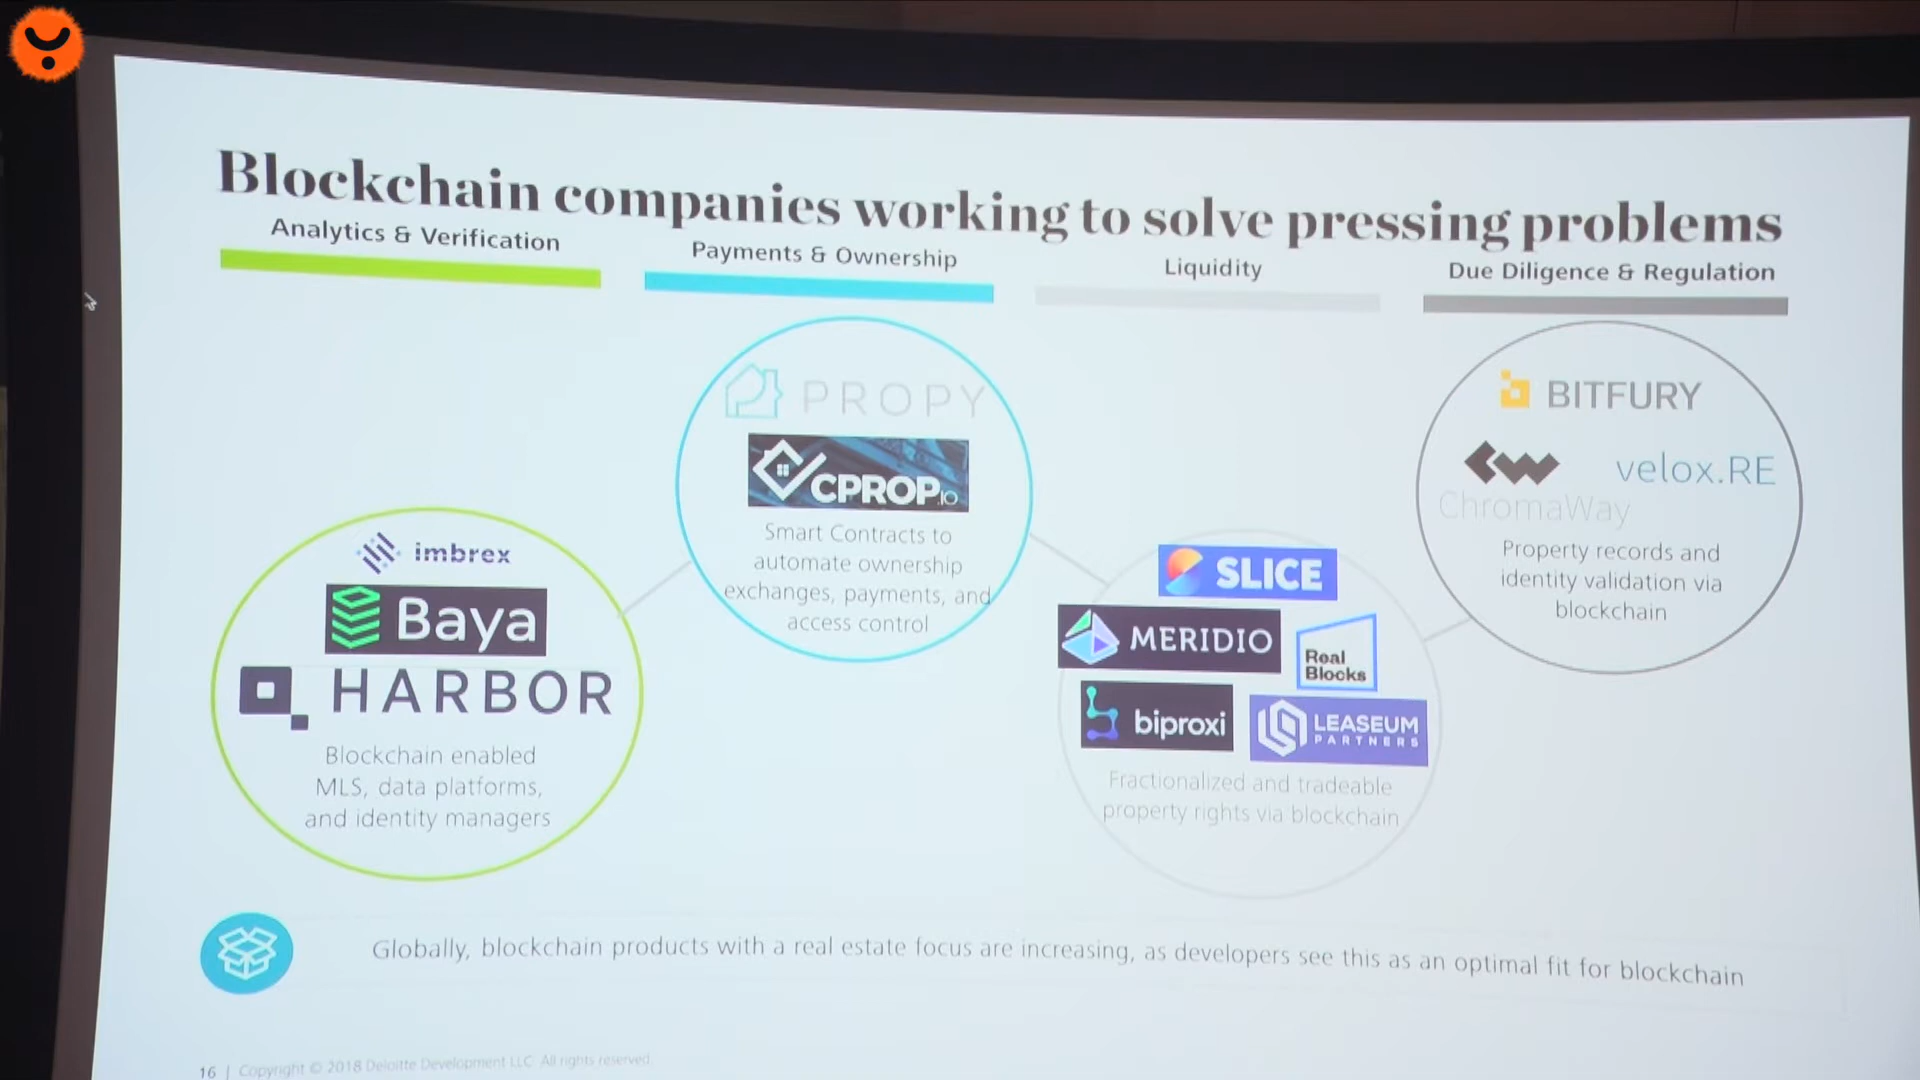 Blockchain companies working to solve pressing problems
Analytics & Verification
Payments & Ownership
Liquidity
Due Diligence & Regulation
imbrex
Baya
HARBOR
Blockchain enabled
MLS, data platforms,
and identity managers
PROPY
CPROP.IO
Smart Contracts to
automate ownership
exchanges, payments, and
access control
SLICE
MERIDIO
Real
Blocks
biproxi
LEASEUM
PARTNERS
Fractionalized and tradeable
property rights via blockchain
BITFURY
velox.RE
ChromaWay
Property records and
identity validation via
blockchain
Globally, blockchain products with a real estate focus are increasing, as developers see this as an optimal fit for blockchain
16 | Copyright © 2018 Deloitte Development LLC. All rights reserved.